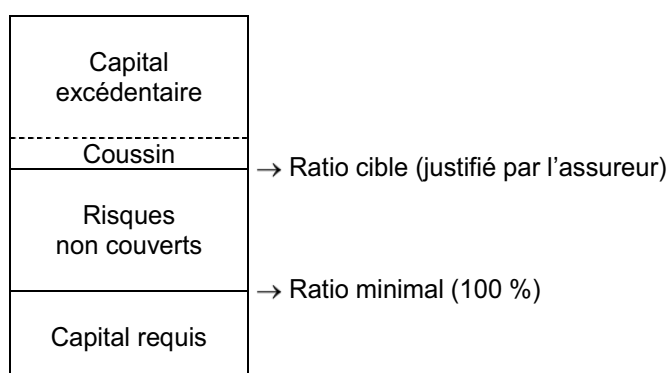 Capital
excédentaire
Coussin
→ Ratio cible (justifié par l’assureur)
Risques
non couverts
→ Ratio minimal (100 %)
Capital requis